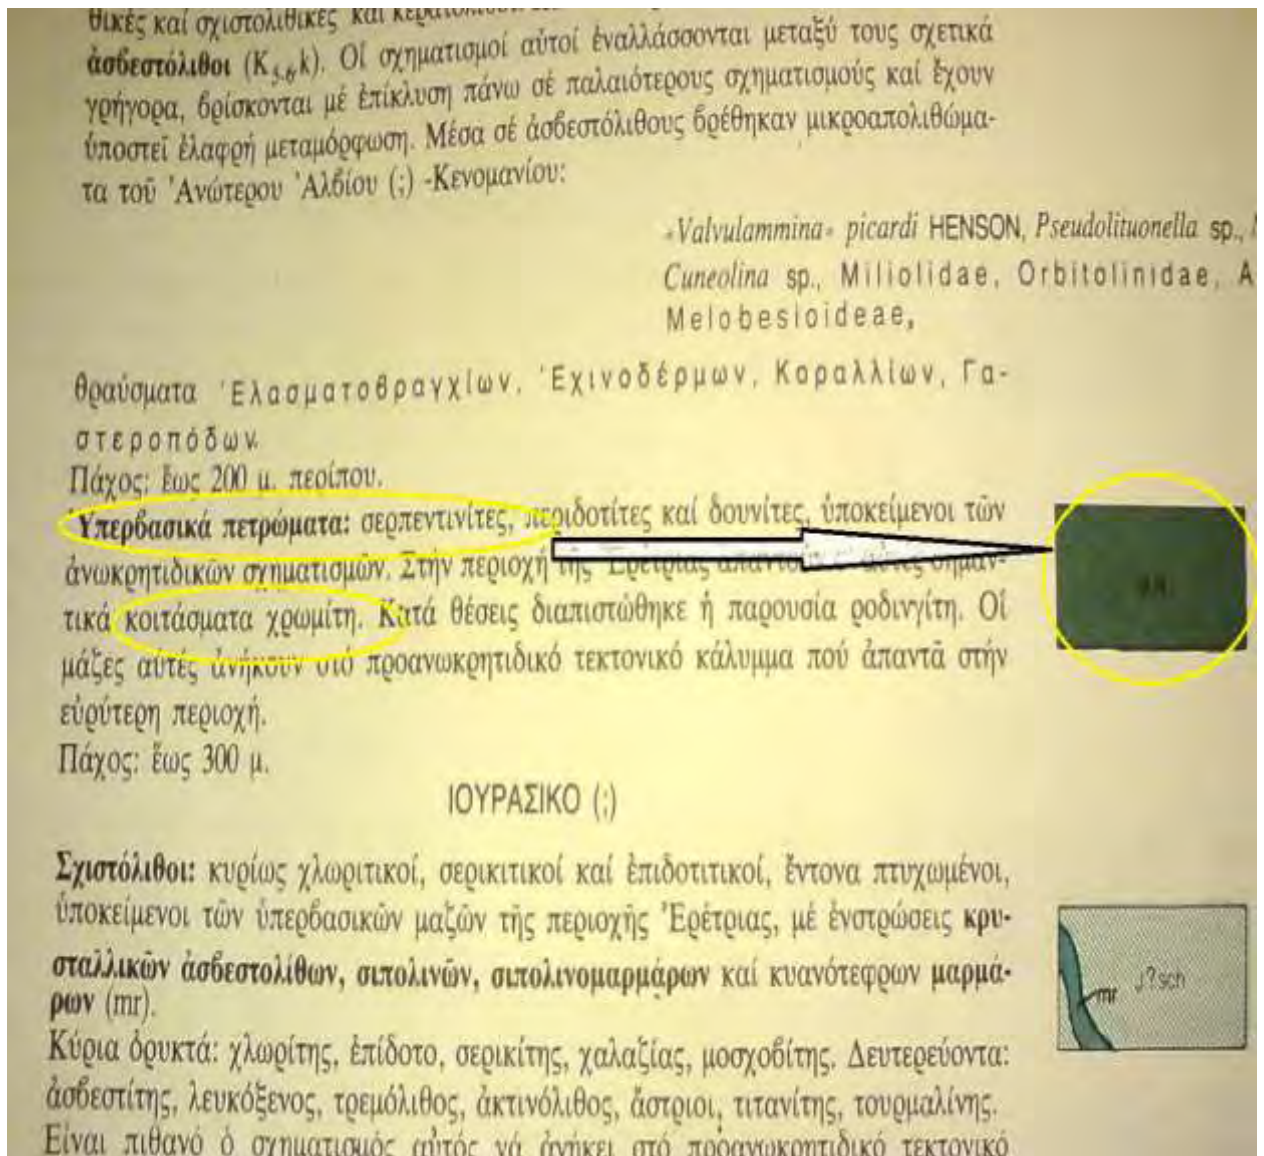 θικές καί σχιστολιθικές καί
ἀσβεστόλιθοι (K₅.₆k). Οἱ σχηματισμοί αὐτοί ἐναλλάσσονται μεταξύ τους σχετικά
γρήγορα, βρίσκονται μέ ἐπίκλυση πάνω σέ παλαιότερους σχηματισμούς καί ἔχουν
ὑποστεῖ ἐλαφρή μεταμόρφωση. Μέσα σέ ἀσβεστόλιθους βρέθηκαν μικροαπολιθώμα-
τα τοῦ Ἀνώτερου Ἀλβίου (;) -Κενομανίου:
«Valvulammina» picardi HENSON, Pseudolituonella sp.,
Cuneolina sp., Miliolidae, Orbitolinidae, A
Melobesioideae,
θραύσματα Ἐλασματοβραγχίων, Ἐχινοδέρμων, Κοραλλίων, Γα-
στεροπόδων.
Πάχος: ἕως 200 μ. περίπου.
Ὑπερβασικά πετρώματα: σερπεντινίτες, περιδοτίτες καί δουνίτες, ὑποκείμενοι τῶν
ἀνωκρητιδικῶν σχηματισμῶν. Στήν περιοχή τῆς Ἐρέτριας ἀπαντοῦν σ' αὐτές σημαν-
τικά κοιτάσματα χρωμίτη. Κατά θέσεις διαπιστώθηκε ἡ παρουσία ροδινγίτη. Οἱ
μάζες αὐτές ἀνήκουν στό προανωκρητιδικό τεκτονικό κάλυμμα πού ἀπαντᾶ στήν
εὐρύτερη περιοχή.
Πάχος: ἕως 300 μ.
ΙΟΥΡΑΣΙΚΟ (;)
Σχιστόλιθοι: κυρίως χλωριτικοί, σερικιτικοί καί ἐπιδοτιτικοί, ἔντονα πτυχωμένοι,
ὑποκείμενοι τῶν ὑπερβασικῶν μαζῶν τῆς περιοχῆς Ἐρέτριας, μέ ἐνστρώσεις κρυ-
σταλλικῶν ἀσβεστολίθων, σιπολινῶν, σιπολινομαρμάρων καί κυανότεφρων μαρμά-
ρων (mr).
mr J?sch
Κύρια ὀρυκτά: χλωρίτης, ἐπίδοτο, σερικίτης, χαλαζίας, μοσχοβίτης. Δευτερεύοντα:
ἀσβεστίτης, λευκόξενος, τρεμόλιθος, ἀκτινόλιθος, ἄστριοι, τιτανίτης, τουρμαλίνης.
Εἶναι πιθανό ὁ σχηματισμός αὐτός νά ἀνήκει στό προανωκρητιδικό τεκτονικό